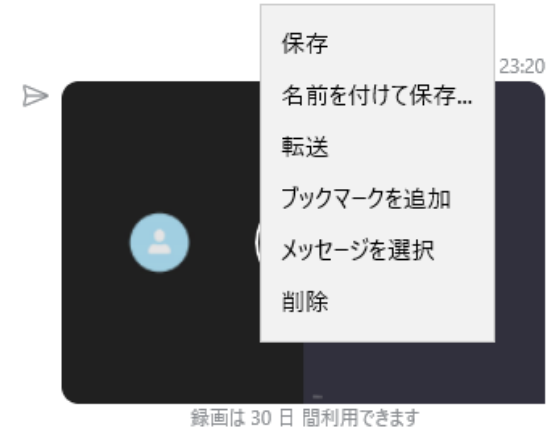 保存
23:20
名前を付けて保存...
転送
ブックマークを追加
メッセージを選択
削除
録画は 30 日 間利用できます